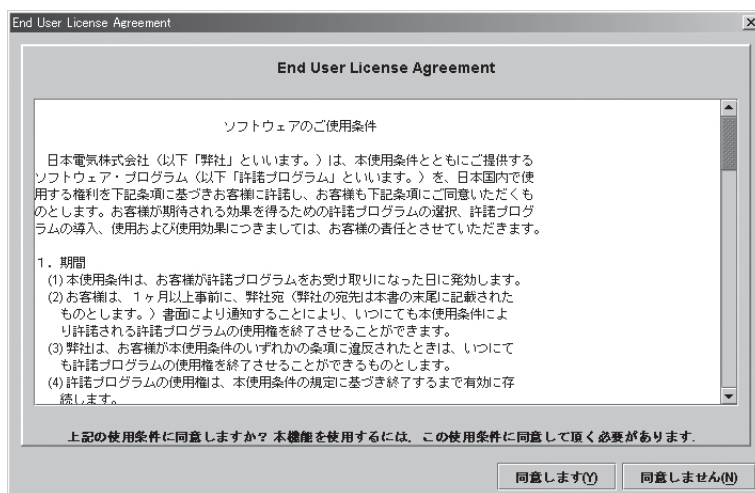 End User License Agreement
End User License Agreement
ソフトウェアのご使用条件
日本電気株式会社（以下「弊社」といいます。）は、本使用条件とともにご提供する
ソフトウェア・プログラム（以下「許諾プログラム」といいます。）を、日本国内で使
用する権利を下記条項に基づきお客様に許諾し、お客様も下記条項にご同意いただくも
のとします。お客様が期待される効果を得るための許諾プログラムの選択、許諾プログ
ラムの導入、使用および使用効果につきましては、お客様の責任とさせていただきます。
１．期間
(1) 本使用条件は、お客様が許諾プログラムをお受け取りになった日に発効します。
(2) お客様は、１ヶ月以上事前に、弊社宛（弊社の宛先は本書の末尾に記載された
ものとします。）書面により通知することにより、いつにても本使用条件によ
り許諾される許諾プログラムの使用権を終了させることができます。
(3) 弊社は、お客様が本使用条件のいずれかの条項に違反されたときは、いつにて
も許諾プログラムの使用権を終了させることができるものとします。
(4) 許諾プログラムの使用権は、本使用条件の規定に基づき終了するまで有効に存
続します。
上記の使用条件に同意しますか? 本機能を使用するには、この使用条件に同意して頂く必要があります.
同意します(Y) 同意しません(N)